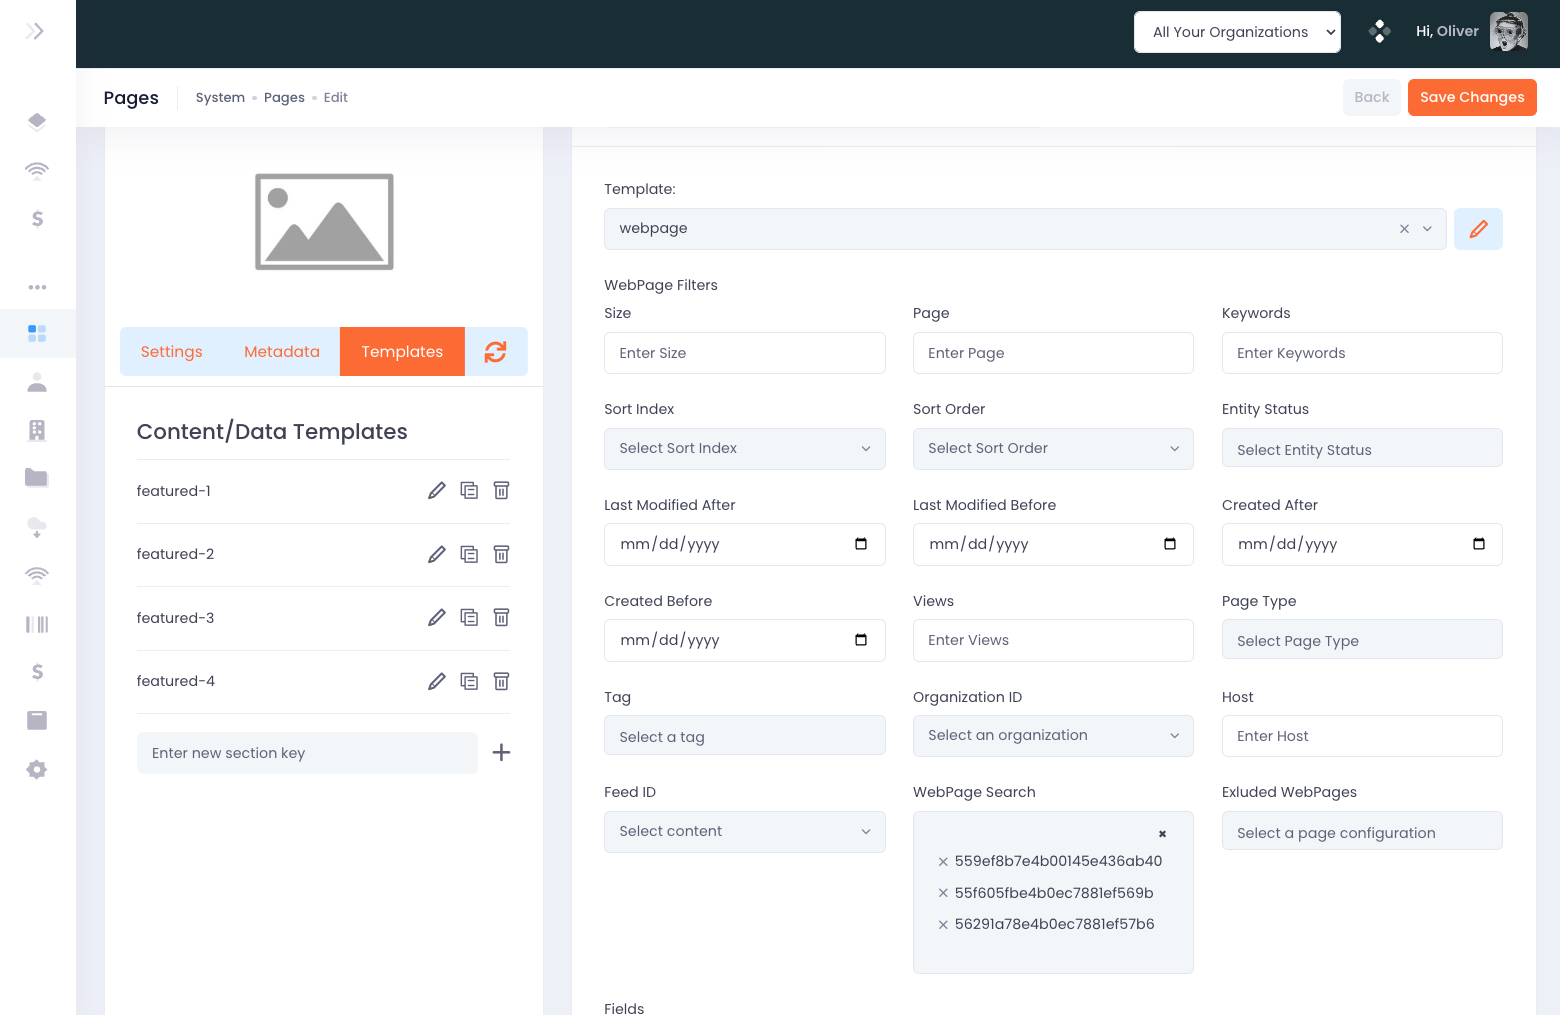 All Your Organizations
Hi, Oliver
Pages
System • Pages • Edit
Back
Save Changes
Settings
Metadata
Templates
Content/Data Templates
featured-1
featured-2
featured-3
featured-4
Enter new section key
Template:
webpage
WebPage Filters
Size
Page
Keywords
Enter Size
Enter Page
Enter Keywords
Sort Index
Sort Order
Entity Status
Select Sort Index
Select Sort Order
Select Entity Status
Last Modified After
Last Modified Before
Created After
mm/dd/yyyy
mm/dd/yyyy
mm/dd/yyyy
Created Before
Views
Page Type
mm/dd/yyyy
Enter Views
Select Page Type
Tag
Organization ID
Host
Select a tag
Select an organization
Enter Host
Feed ID
WebPage Search
Exluded WebPages
Select content
559ef8b7e4b00145e436ab40
55f605fbe4b0ec7881ef569b
56291a78e4b0ec7881ef57b6
Select a page configuration
Fields